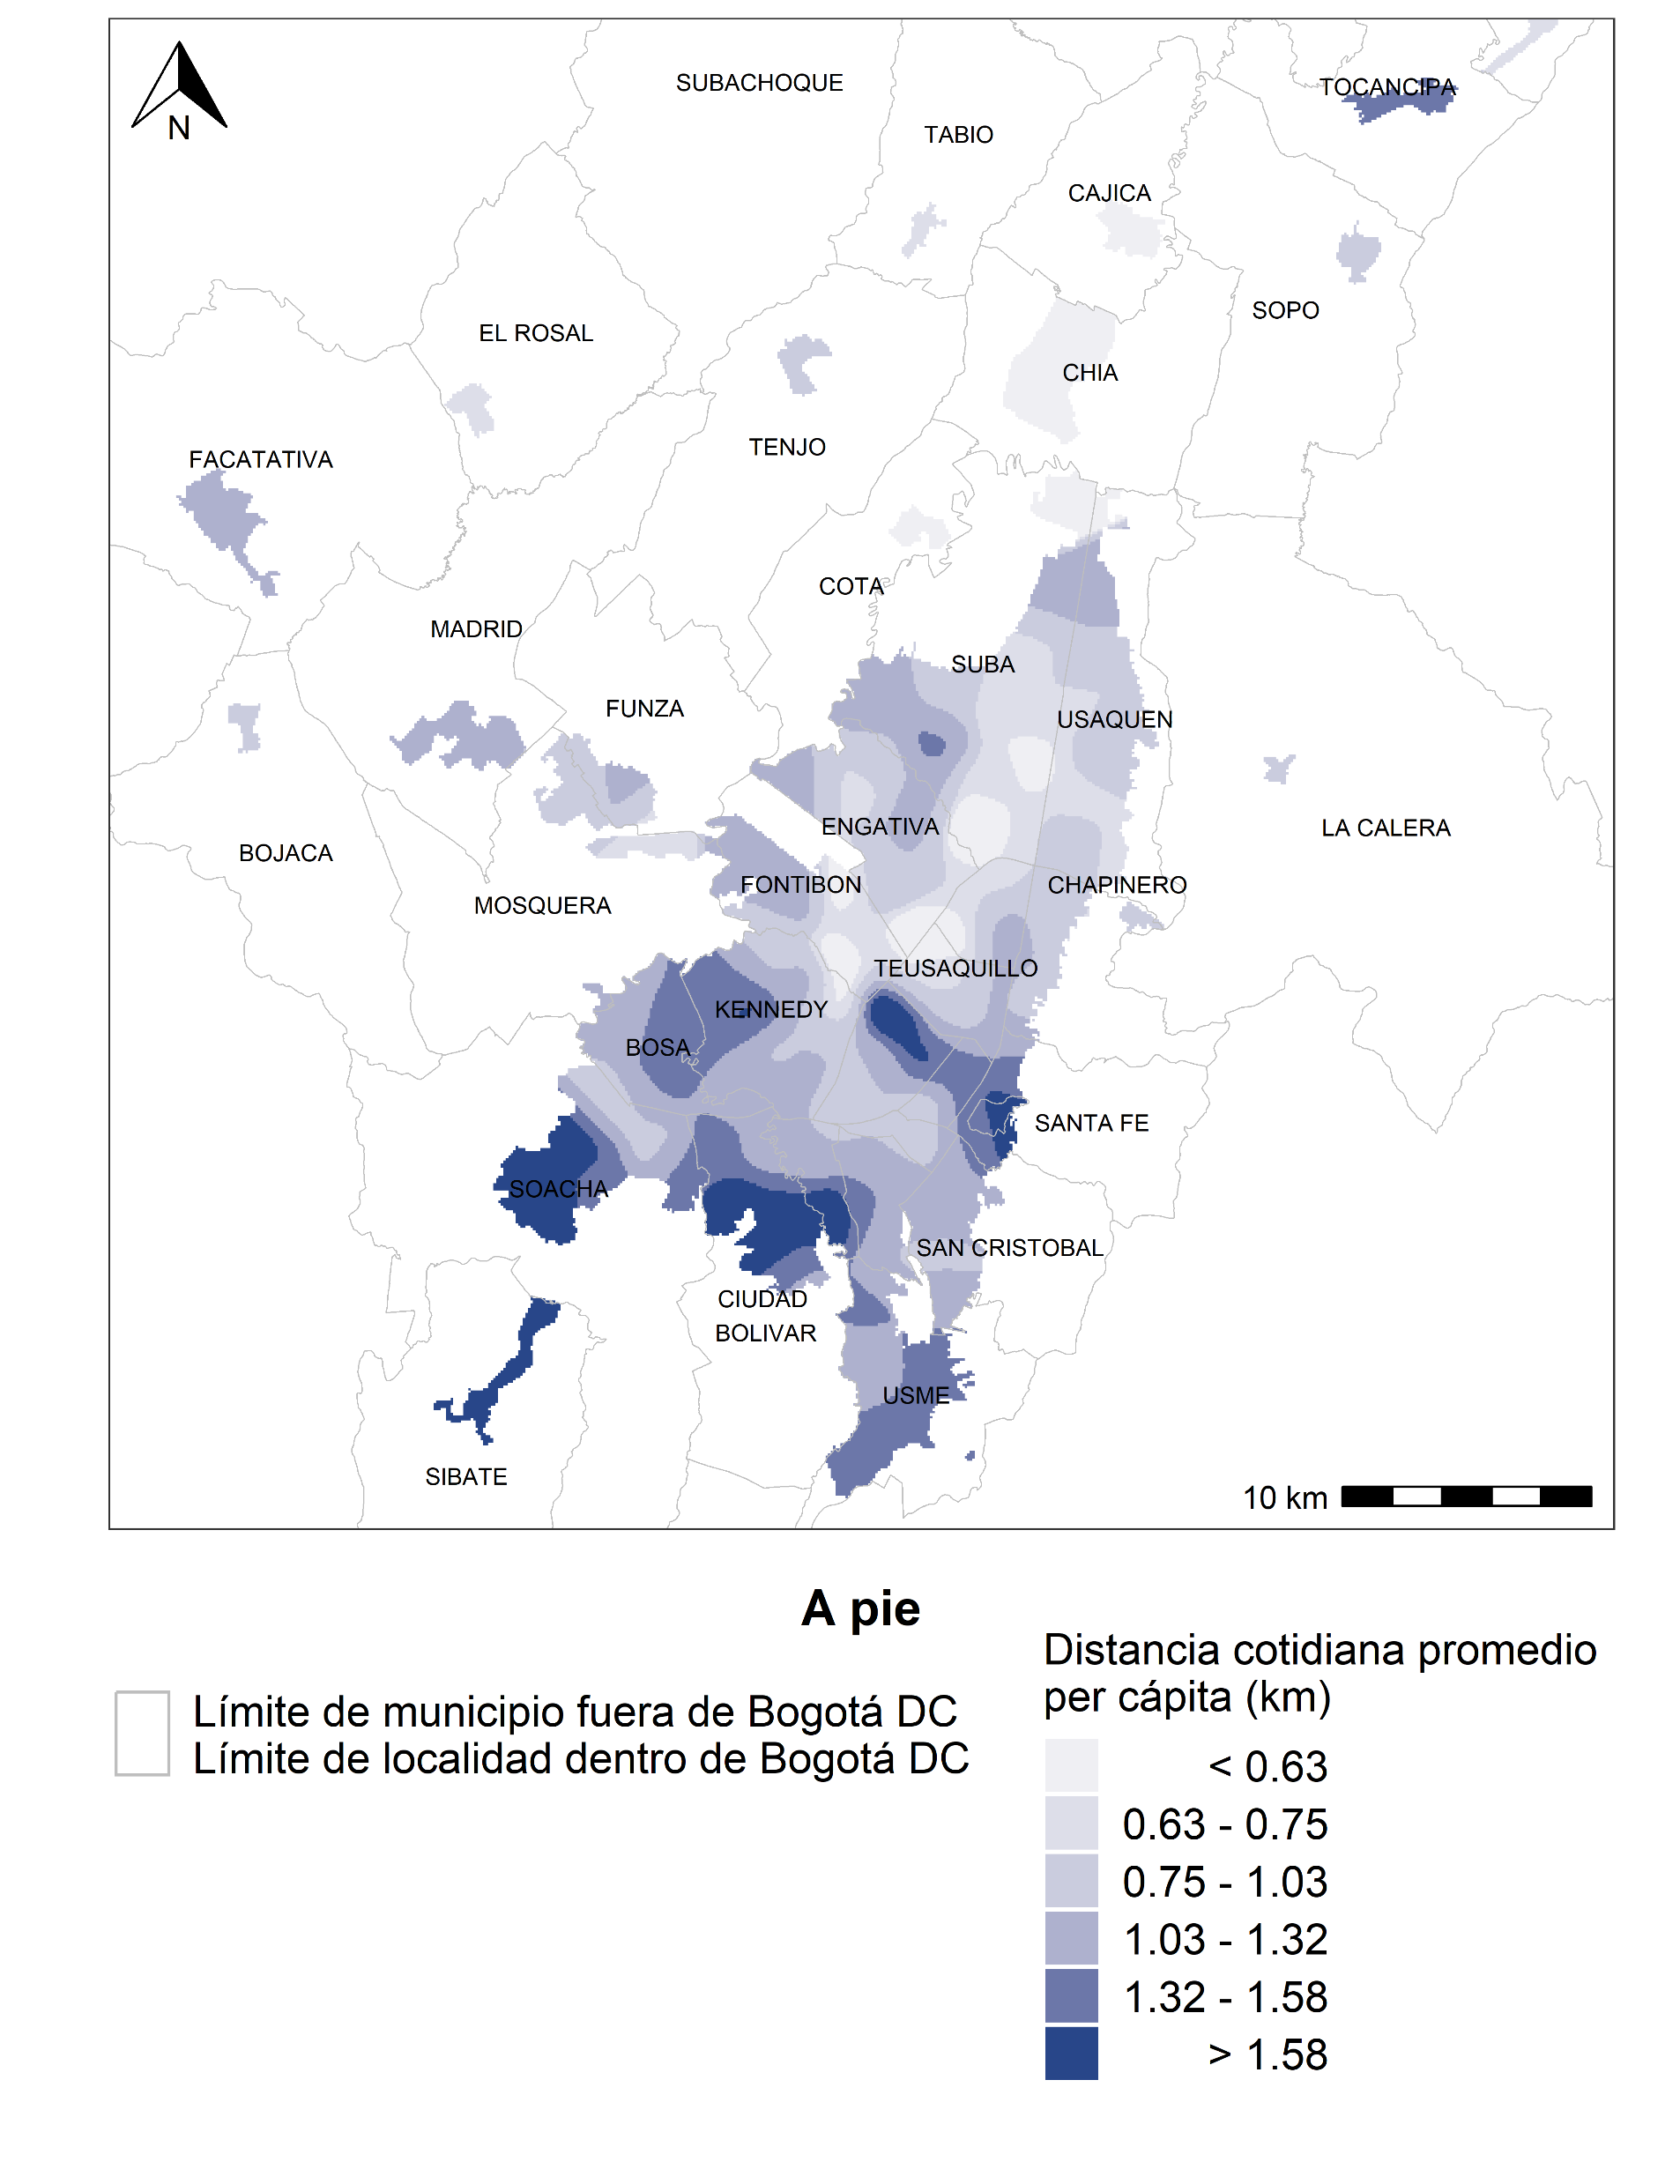 SUBACHOQUE
TOCANCIPA
N
TABIO
CAJICA
SOPO
EL ROSAL
CHIA
TENJO
FACATATIVA
COTA
MADRID
SUBA
FUNZA
USAQUEN
ENGATIVA
LA CALERA
BOJACA
FONTIBON
CHAPINERO
MOSQUERA
TEUSAQUILLO
KENNEDY
BOSA
SANTA FE
SOACHA
SAN CRISTOBAL
CIUDAD
BOLIVAR
USME
SIBATE
10 km
A pie
Límite de municipio fuera de Bogotá DC
Límite de localidad dentro de Bogotá DC
Distancia cotidiana promedio
per cápita (km)
< 0.63
0.63 - 0.75
0.75 - 1.03
1.03 - 1.32
1.32 - 1.58
> 1.58